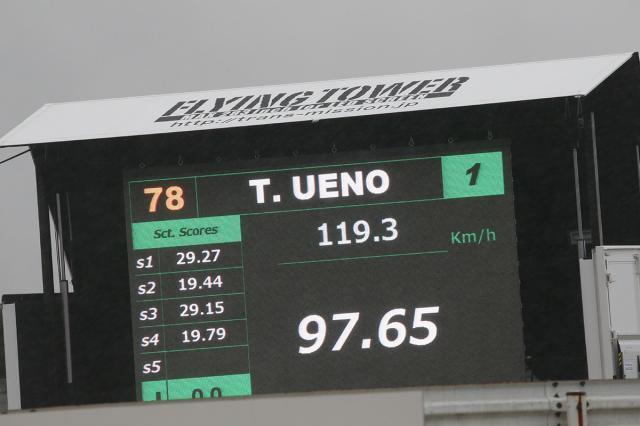 FLYING TOWER
http://trans-mission.jp
78 T. UENO 1
Sct. Scores
119.3 Km/h
s1 29.27
s2 19.44
s3 29.15
s4 19.79
97.65
s5